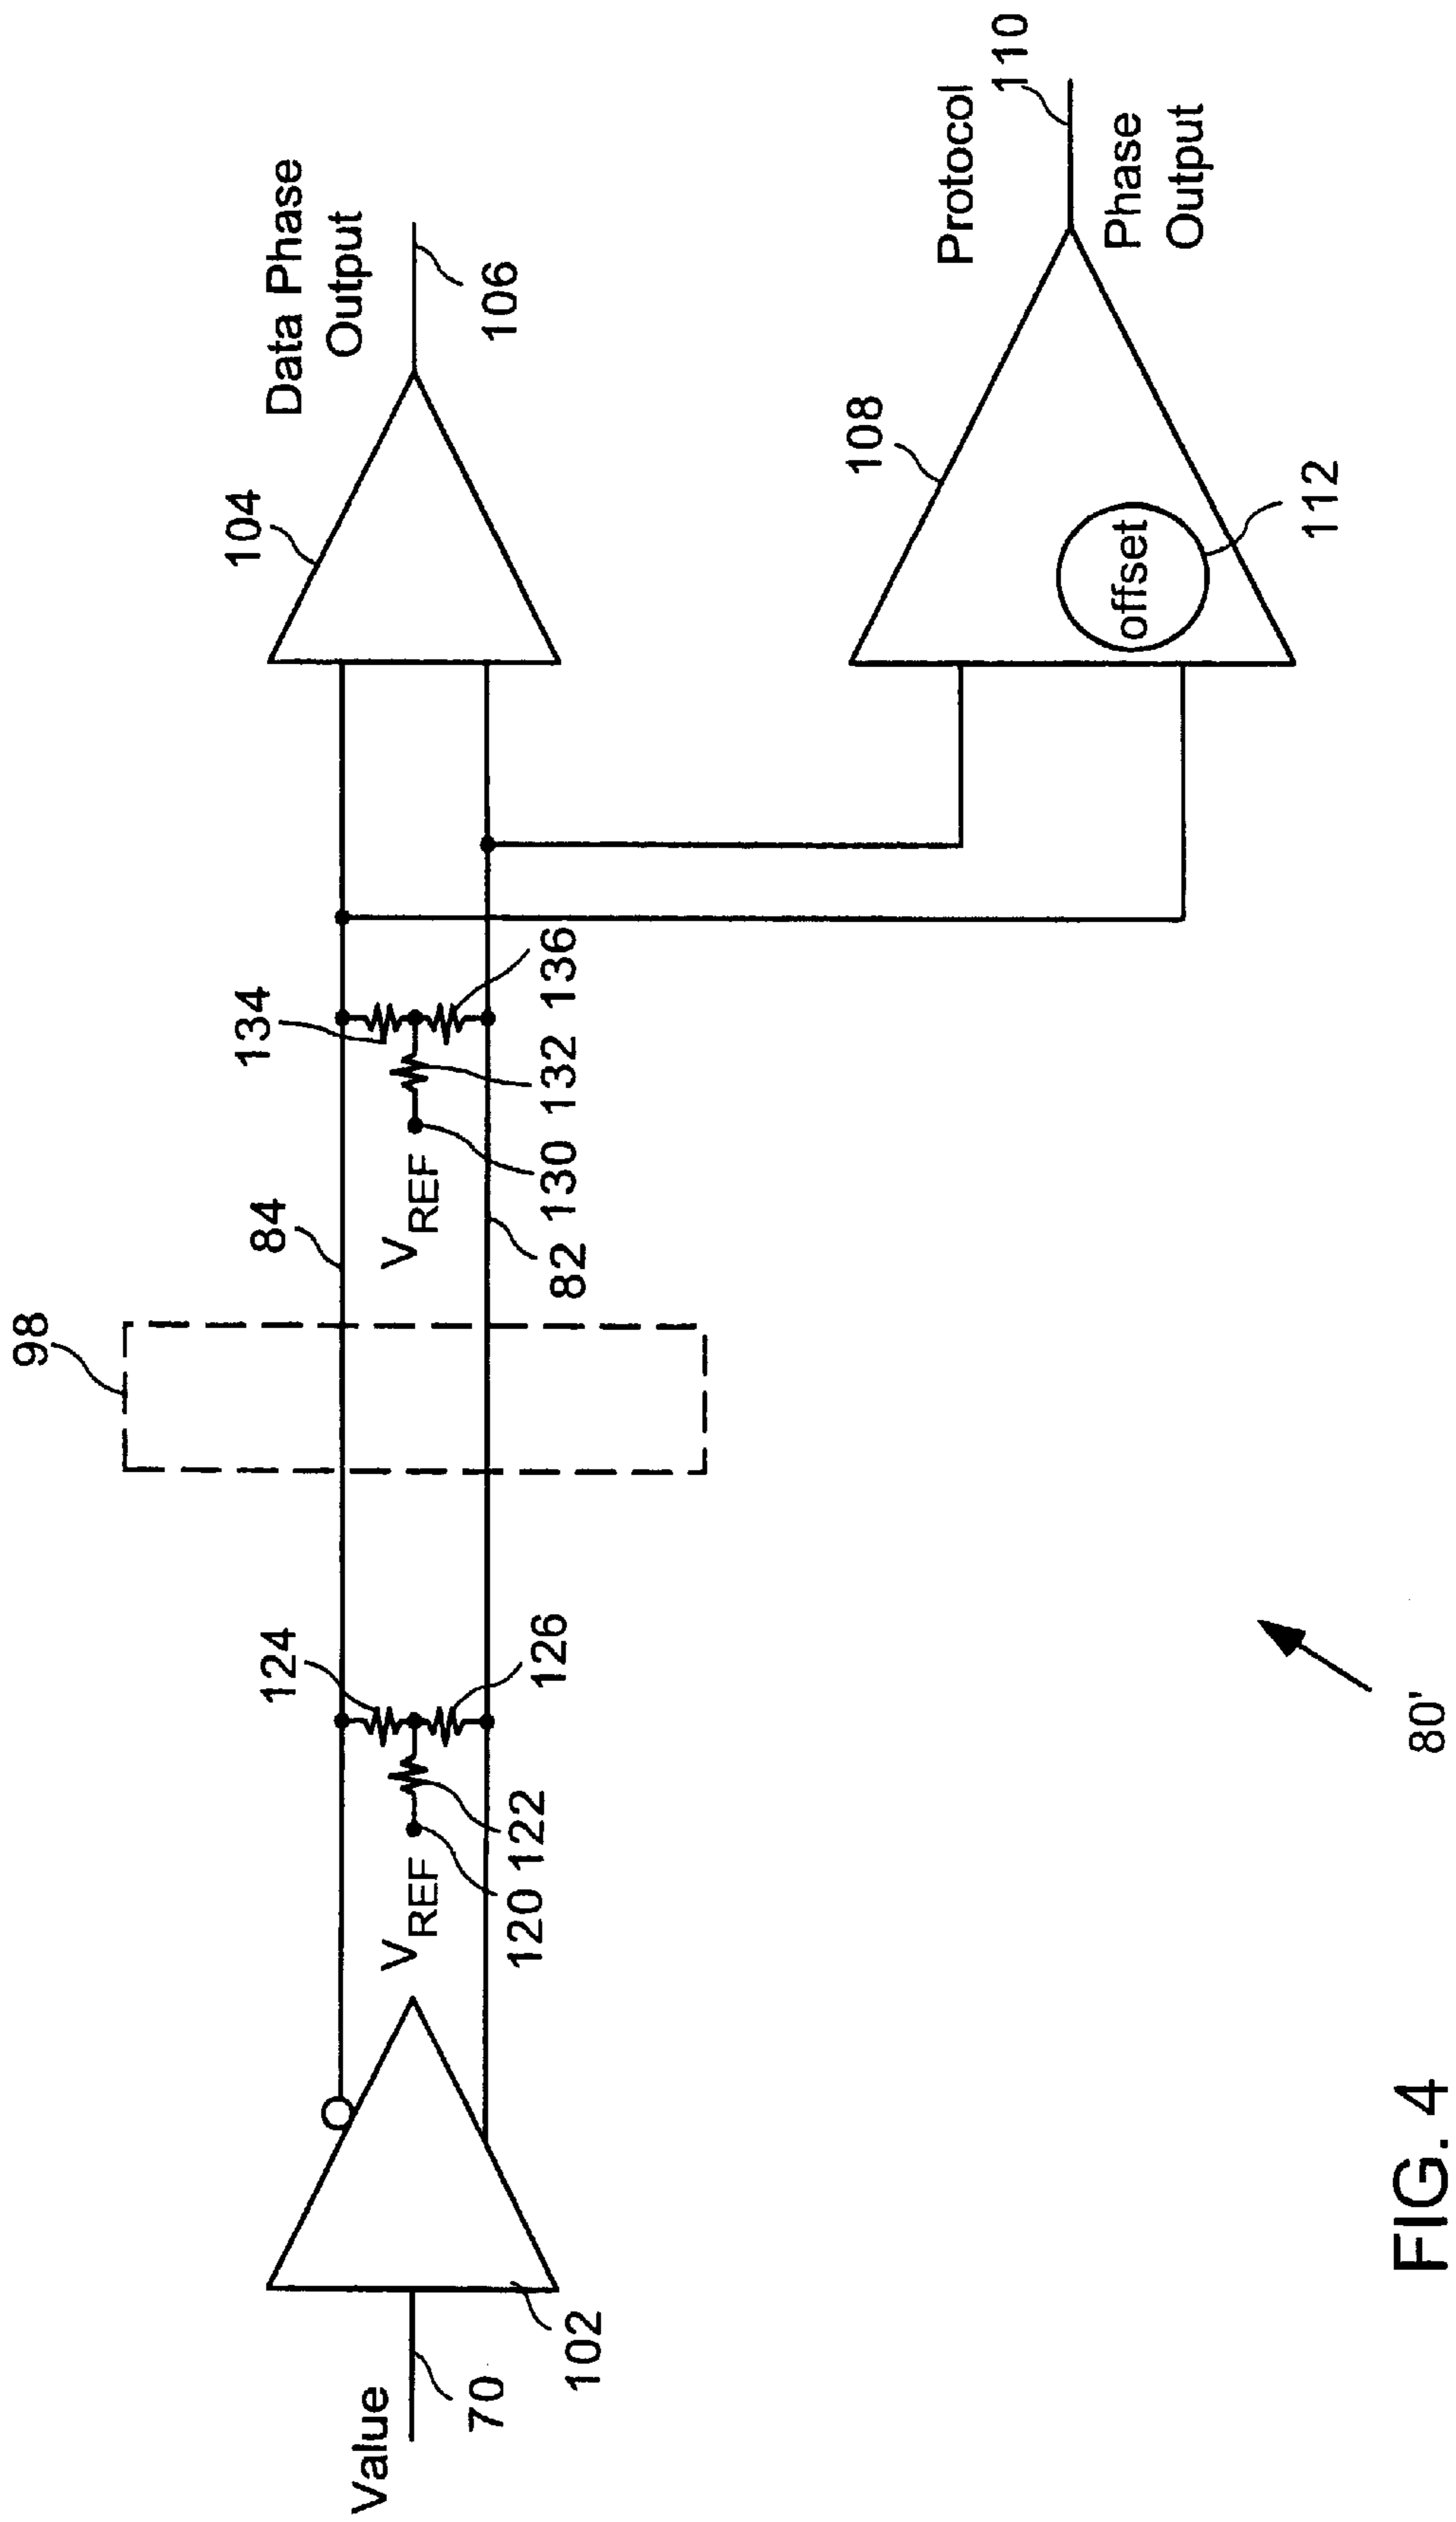 Data Phase
Output
106
104
Protocol
110
Phase
Output
108
offset
112
98
84
134
136
132
130
VREF
82
124
126
122
120
VREF
Value
70
102
80'
FIG. 4